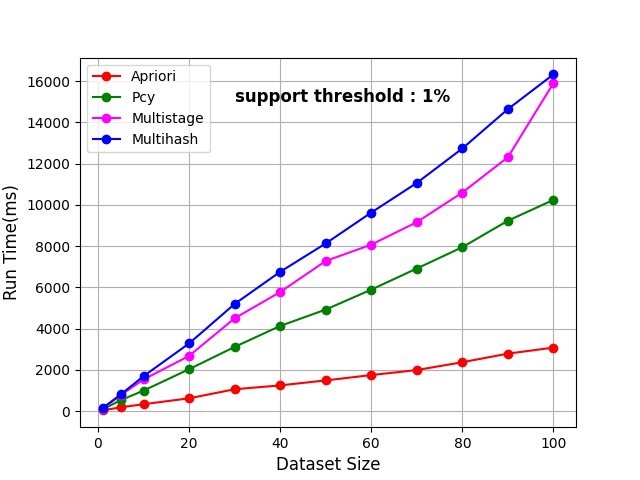 Apriori
Pcy
Multistage
Multihash
support threshold : 1%
16000
14000
12000
10000
8000
6000
4000
2000
0
Run Time(ms)
0 20 40 60 80 100
Dataset Size